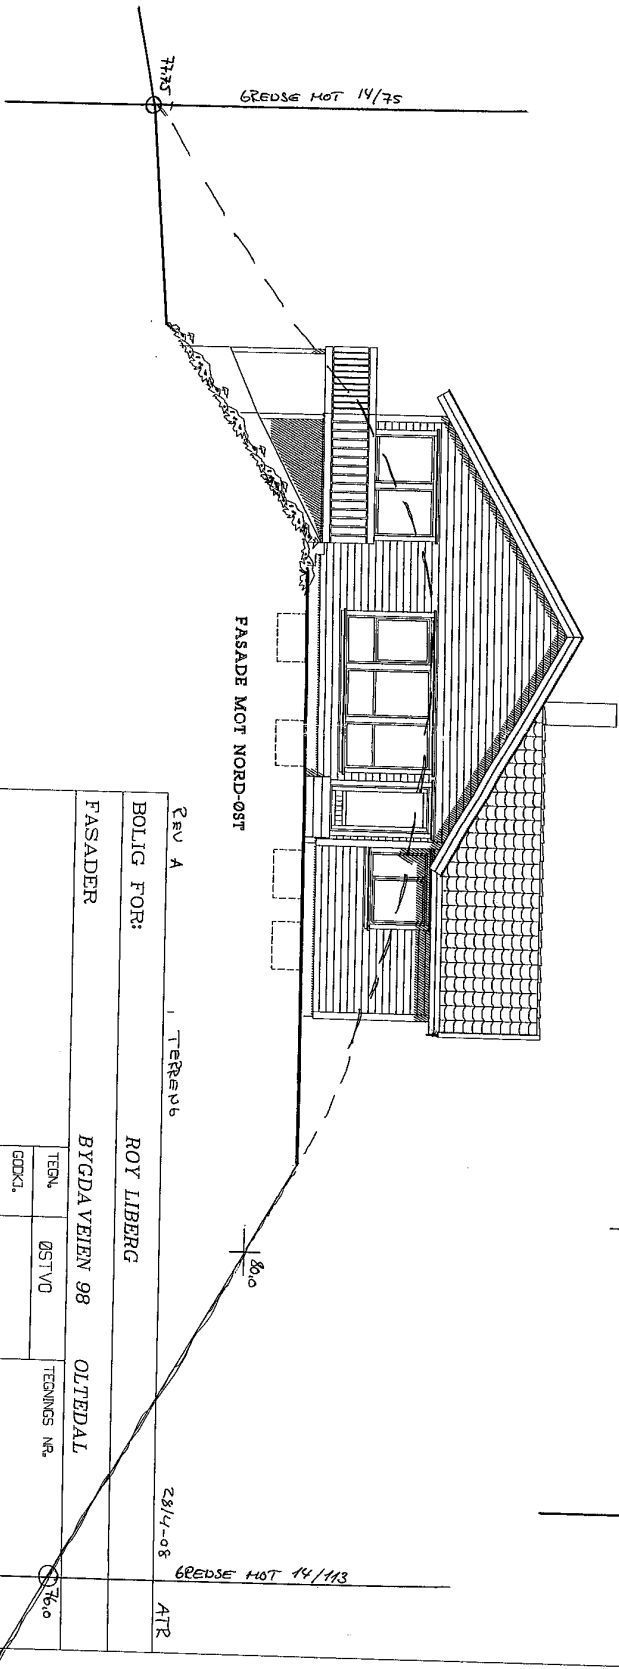 77.75
GRENSE MOT 14/75
FASADE MOT NORD-ØST
80,0
GRENSE MOT 14/113
76,0
REV A TERRENG 28/4-08 ATR
BOLIG FOR: ROY LIBERG
FASADER BYGDAVEIEN 98 OLTEDAL
TEGN. ØSTVO TEGNINGS NR.
GODKJ.